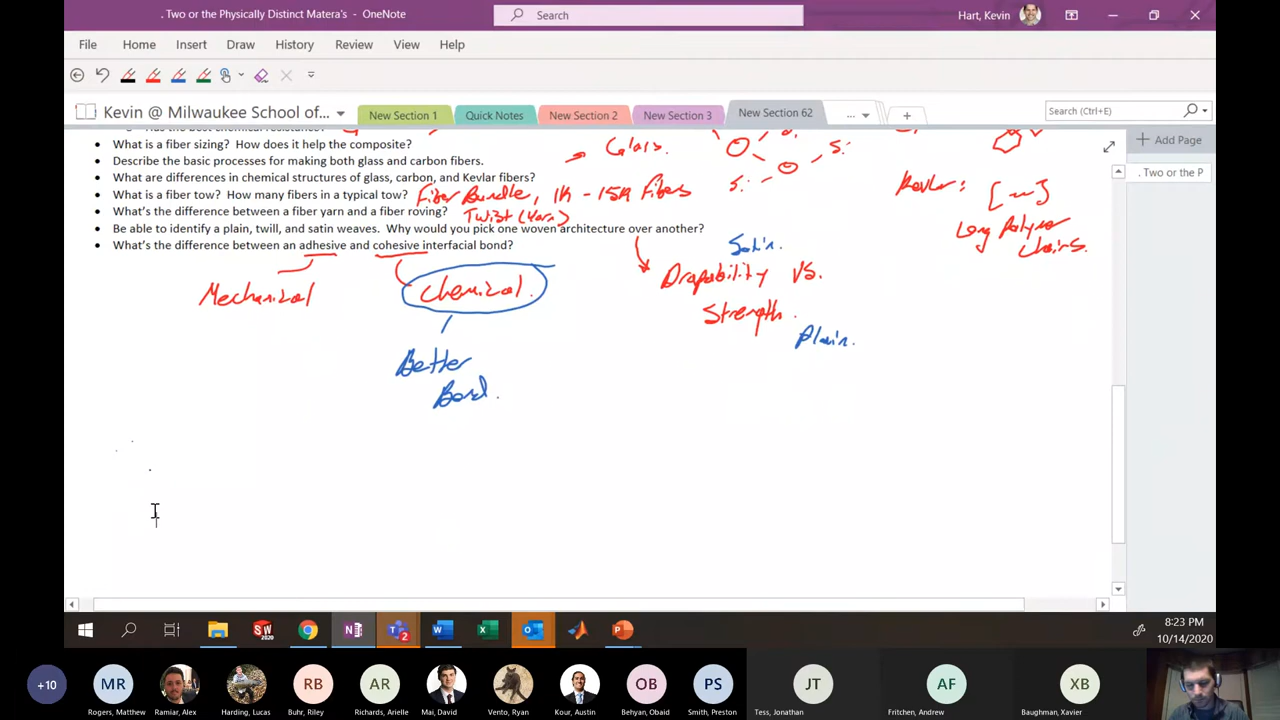 . Two or the Physically Distinct Matera's - OneNote
Search
Hart, Kevin
File Home Insert Draw History Review View Help
Kevin @ Milwaukee School of...
New Section 1
Quick Notes
New Section 2
New Section 3
New Section 62
...
Search (Ctrl+E)
Add Page
. Two or the P
Has the best chemical resistance?
What is a fiber sizing? How does it help the composite?
Glass.
Si
Describe the basic processes for making both glass and carbon fibers.
What are differences in chemical structures of glass, carbon, and Kevlar fibers?
Si
What is a fiber tow? How many fibers in a typical tow? Fiber Bundle, 1K - 15K Fibers
Kevlar:
What's the difference between a fiber yarn and a fiber roving? Twist (Yarn)
Be able to identify a plain, twill, and satin weaves. Why would you pick one woven architecture over another?
Long Polymer
Chains.
What's the difference between an adhesive and cohesive interfacial bond?
Satin.
Mechanical
Chemical.
Drapability vs.
Strength.
Plain.
Better
Bond.
8:23 PM
10/14/2020
+10
MR
RB
AR
OB
PS
JT
AF
XB
Rogers, Matthew
Ramiar, Alex
Harding, Lucas
Buhr, Riley
Richards, Arielle
Mai, David
Vento, Ryan
Kour, Austin
Behyan, Obaid
Smith, Preston
Tess, Jonathan
Fritchen, Andrew
Baughman, Xavier